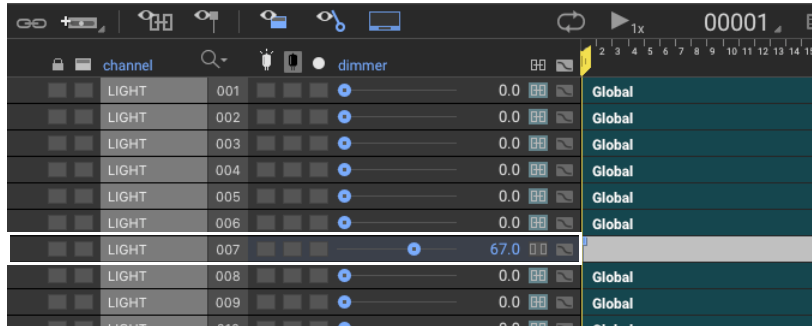 1x 00001
channel dimmer 2 3 4 5 6 7 8 9 10 11 12 13 14 15
LIGHT 001 0.0 Global
LIGHT 002 0.0 Global
LIGHT 003 0.0 Global
LIGHT 004 0.0 Global
LIGHT 005 0.0 Global
LIGHT 006 0.0 Global
LIGHT 007 67.0
LIGHT 008 0.0 Global
LIGHT 009 0.0 Global